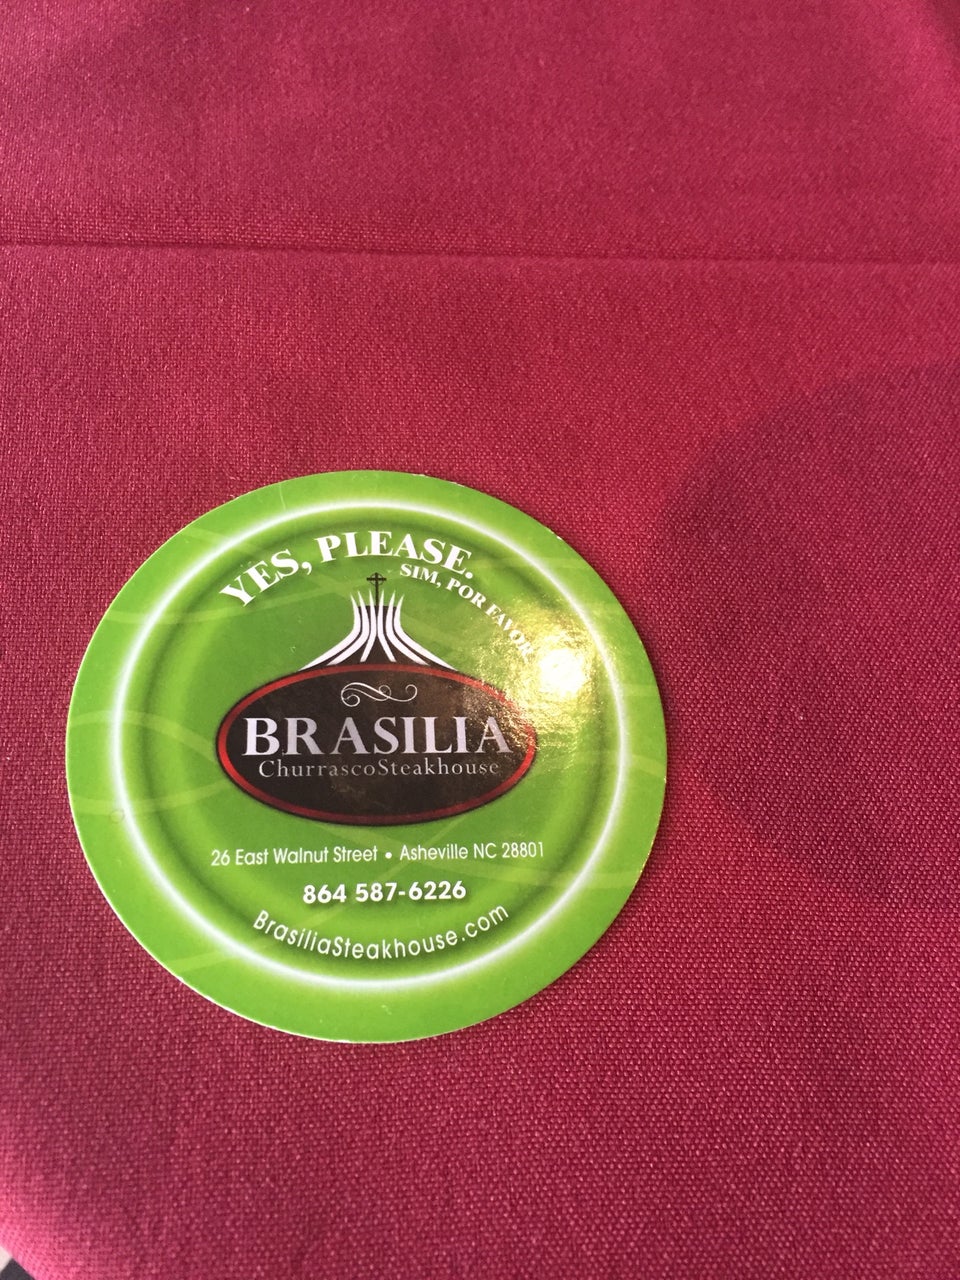 YES, PLEASE.
SIM, POR FAVOR
BRASILIA
ChurrascoSteakhouse
26 East Walnut Street • Asheville NC 28801
864 587-6226
BrasiliaSteakhouse.com